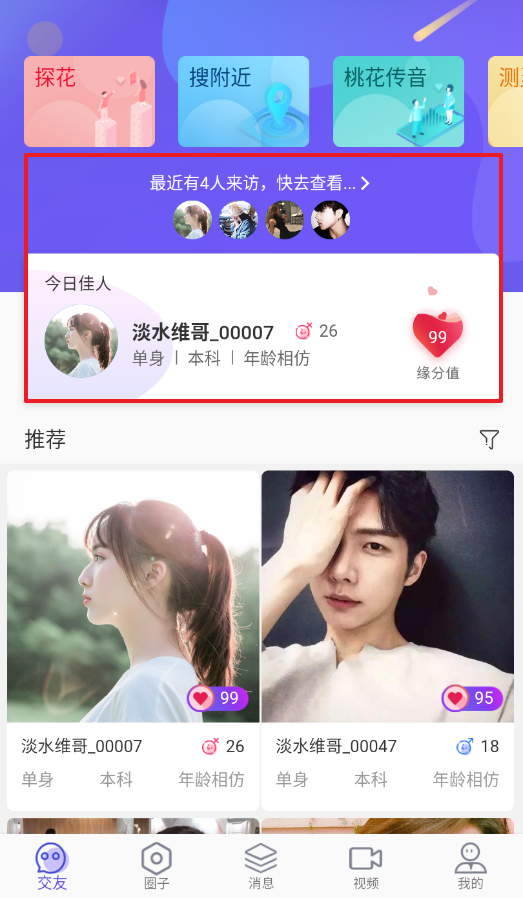 探花
搜附近
桃花传音
最近有4人来访，快去查看...
今日佳人
淡水维哥_00007 26
单身 | 本科 | 年龄相仿
99
缘分值
推荐
99
95
淡水维哥_00007 26
淡水维哥_00047 18
单身 本科 年龄相仿
单身 本科 年龄相仿
交友
圈子
消息
视频
我的